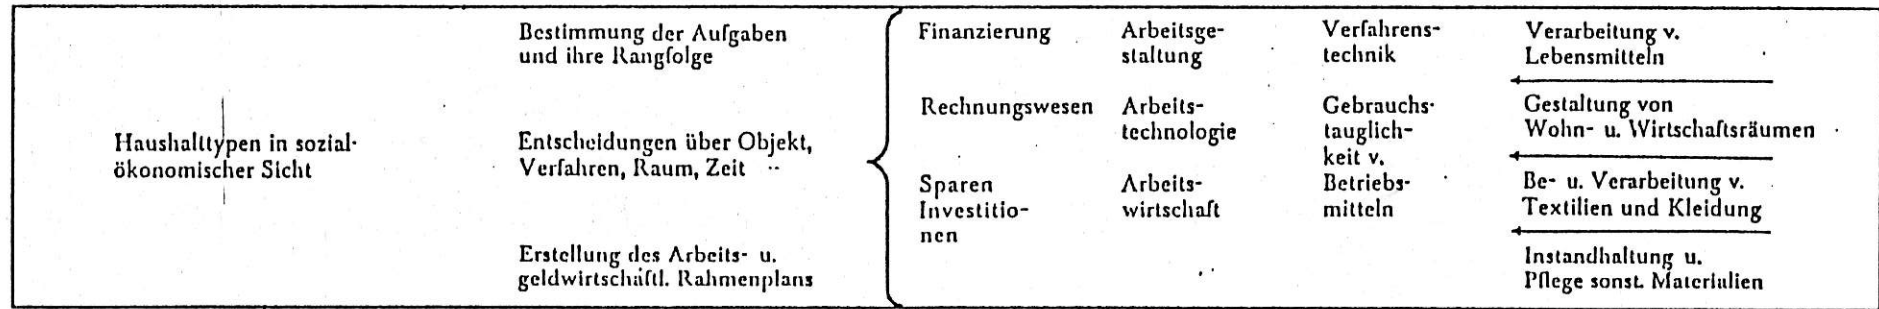 Haushalttypen in sozial-
ökonomischer Sicht
Bestimmung der Aufgaben
und ihre Rangfolge
Entscheidungen über Objekt,
Verfahren, Raum, Zeit
Erstellung des Arbeits- u.
geldwirtschaftl. Rahmenplans
Finanzierung
Rechnungswesen
Sparen
Investitio-
nen
Arbeitsge-
staltung
Arbeits-
technologie
Arbeits-
wirtschaft
Verfahrens-
technik
Gebrauchs-
tauglich-
keit v.
Betriebs-
mitteln
Verarbeitung v.
Lebensmitteln
Gestaltung von
Wohn- u. Wirtschaftsräumen
Be- u. Verarbeitung v.
Textilien und Kleidung
Instandhaltung u.
Pflege sonst. Materialien